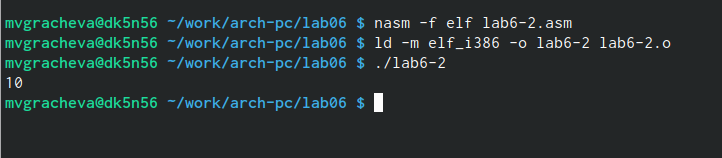 mvgracheva@dk5n56 ~/work/arch-pc/lab06 $ nasm -f elf lab6-2.asm
mvgracheva@dk5n56 ~/work/arch-pc/lab06 $ ld -m elf_i386 -o lab6-2 lab6-2.o
mvgracheva@dk5n56 ~/work/arch-pc/lab06 $ ./lab6-2
10
mvgracheva@dk5n56 ~/work/arch-pc/lab06 $